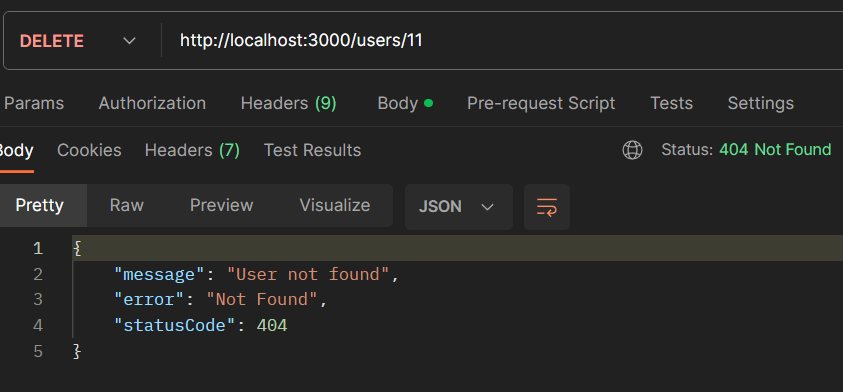 DELETE http://localhost:3000/users/11
Params Authorization Headers (9) Body Pre-request Script Tests Settings
Body Cookies Headers (7) Test Results Status: 404 Not Found
Pretty Raw Preview Visualize JSON
1 {
2 "message": "User not found",
3 "error": "Not Found",
4 "statusCode": 404
5 }